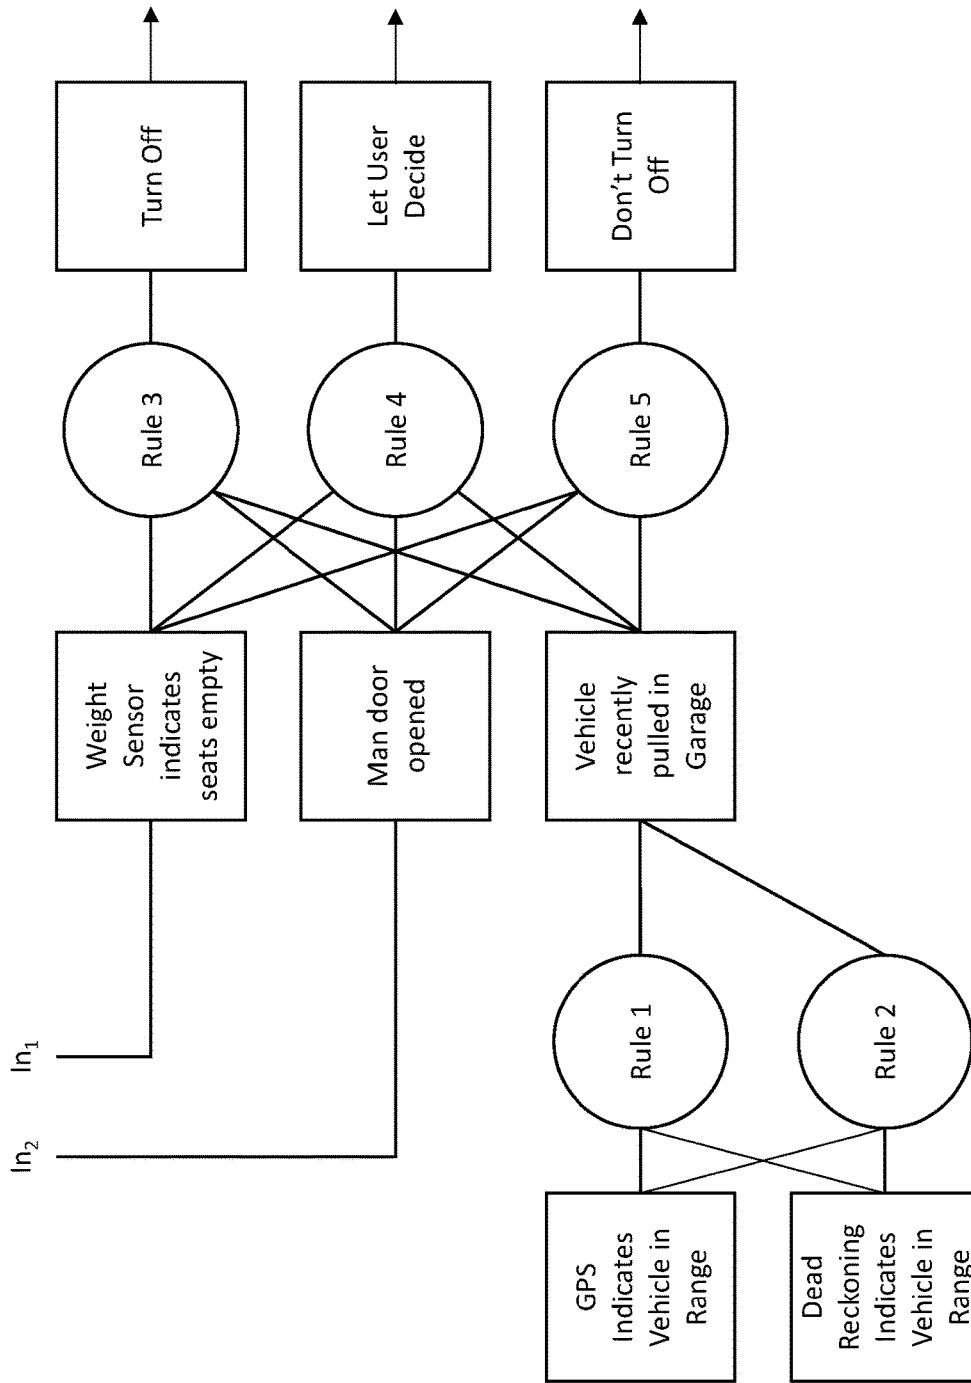 In₁
In₂
Weight
Sensor
indicates
seats empty
Rule 3
Turn Off
Man door
opened
Rule 4
Let User
Decide
GPS
Indicates
Vehicle in
Range
Rule 1
Vehicle
recently
pulled in
Garage
Rule 5
Don't Turn
Off
Dead
Reckoning
Indicates
Vehicle in
Range
Rule 2